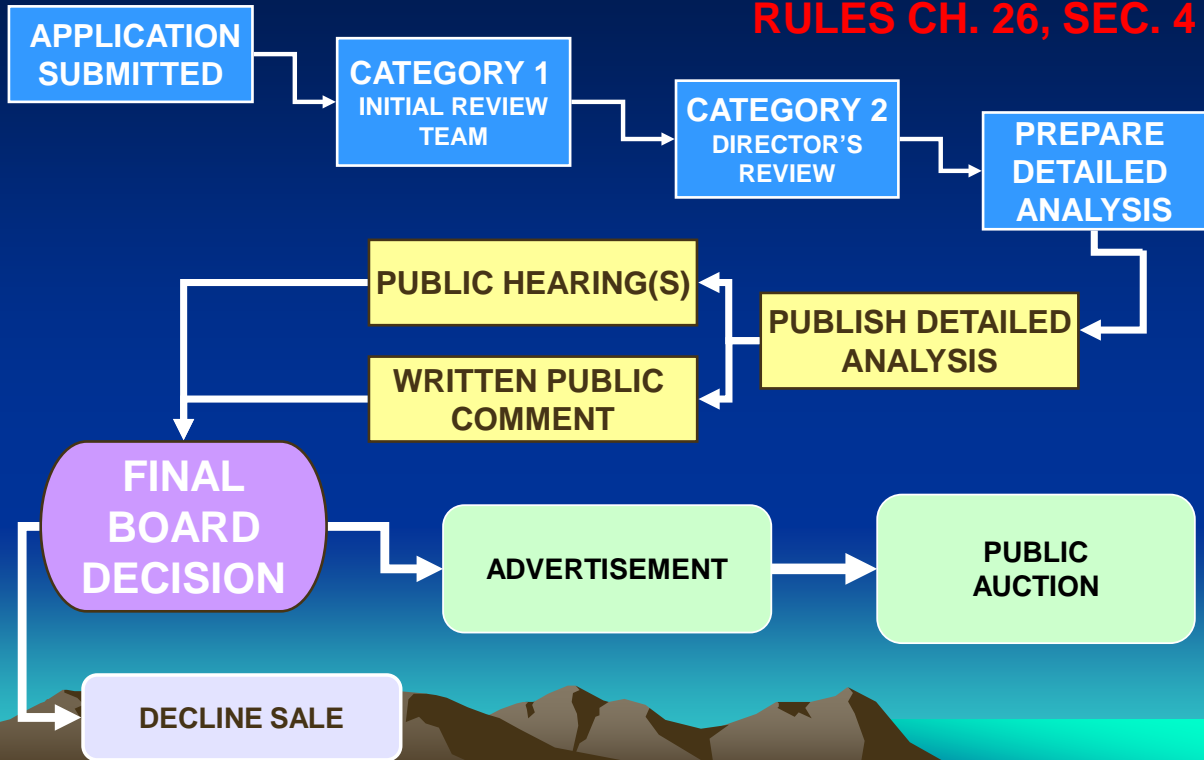 RULES CH. 26, SEC. 4
APPLICATION
SUBMITTED
CATEGORY 1
INITIAL REVIEW
TEAM
CATEGORY 2
DIRECTOR’S
REVIEW
PREPARE
DETAILED
ANALYSIS
PUBLISH DETAILED
ANALYSIS
PUBLIC HEARING(S)
WRITTEN PUBLIC
COMMENT
FINAL
BOARD
DECISION
ADVERTISEMENT
PUBLIC
AUCTION
DECLINE SALE